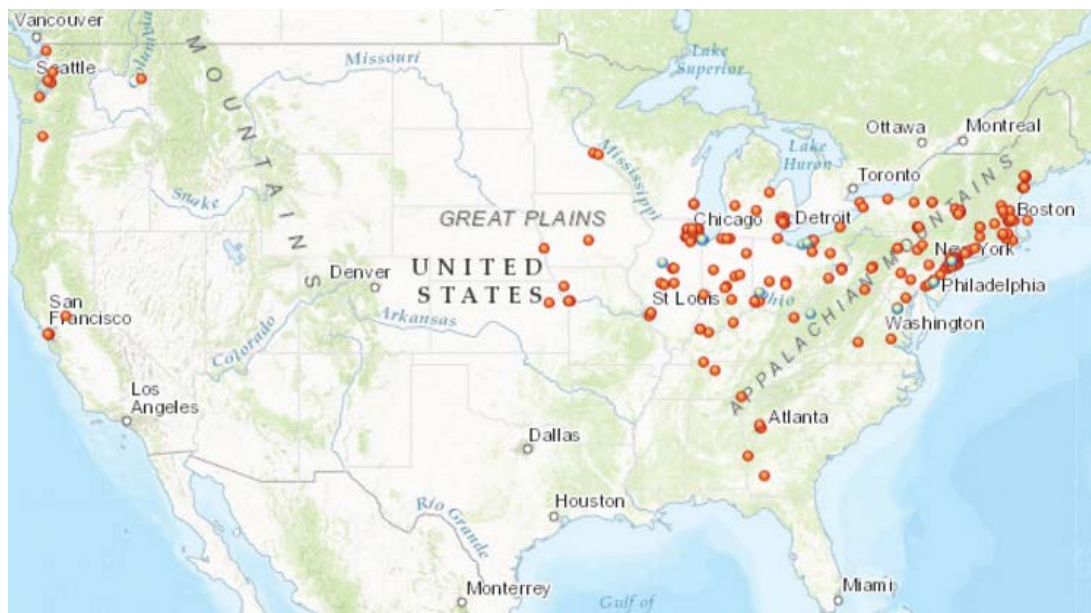 Vancouver
Seattle
Columbia
MOUNTAINS
Missouri
Lake
Superior
Ottawa
Montreal
Mississippi
Lake
Huron
Toronto
Snake
GREAT PLAINS
Chicago
Detroit
APPALACHIAN MOUNTAINS
Boston
New York
Denver
UNITED
STATES
St Louis
Ohio
Philadelphia
San
Francisco
Colorado
Arkansas
Washington
Los
Angeles
Atlanta
Dallas
Houston
Rio Grande
Monterrey
Gulf of
Miami